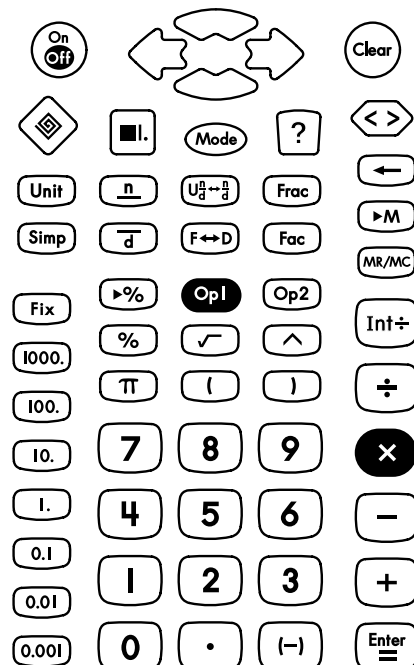 On
Off
Clear
■I.
Mode
?
< >
Unit
n
U n/d ↔ n/d
Frac
←
Simp
d
F↔D
Fac
▸M
MR/MC
▸%
Op1
Op2
Fix
Int÷
%
√
^
1000.
π
(
)
÷
100.
7
8
9
×
10.
4
5
6
−
1.
0.1
1
2
3
+
0.01
0
.
(–)
Enter
=
0.001